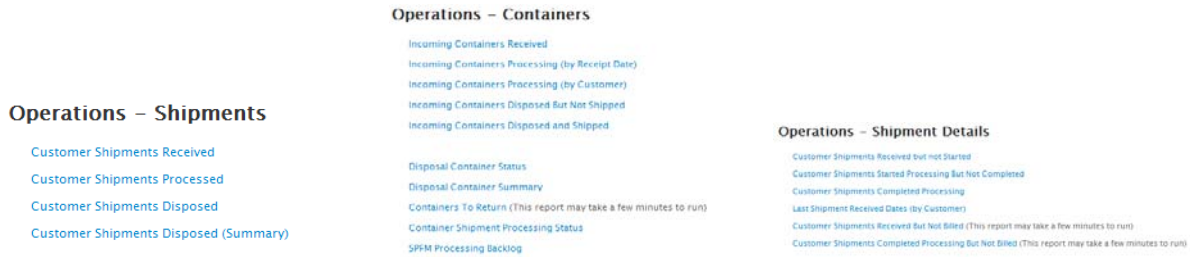 Operations – Shipments
Customer Shipments Received
Customer Shipments Processed
Customer Shipments Disposed
Customer Shipments Disposed (Summary)
Operations – Containers
Incoming Containers Received
Incoming Containers Processing (by Receipt Date)
Incoming Containers Processing (by Customer)
Incoming Containers Disposed But Not Shipped
Incoming Containers Disposed and Shipped
Disposal Container Status
Disposal Container Summary
Containers To Return (This report may take a few minutes to run)
Container Shipment Processing Status
SPFM Processing Backlog
Operations – Shipment Details
Customer Shipments Received but not Started
Customer Shipments Started Processing But Not Completed
Customer Shipments Completed Processing
Last Shipment Received Dates (by Customer)
Customer Shipments Received But Not Billed (This report may take a few minutes to run)
Customer Shipments Completed Processing But Not Billed (This report may take a few minutes to run)